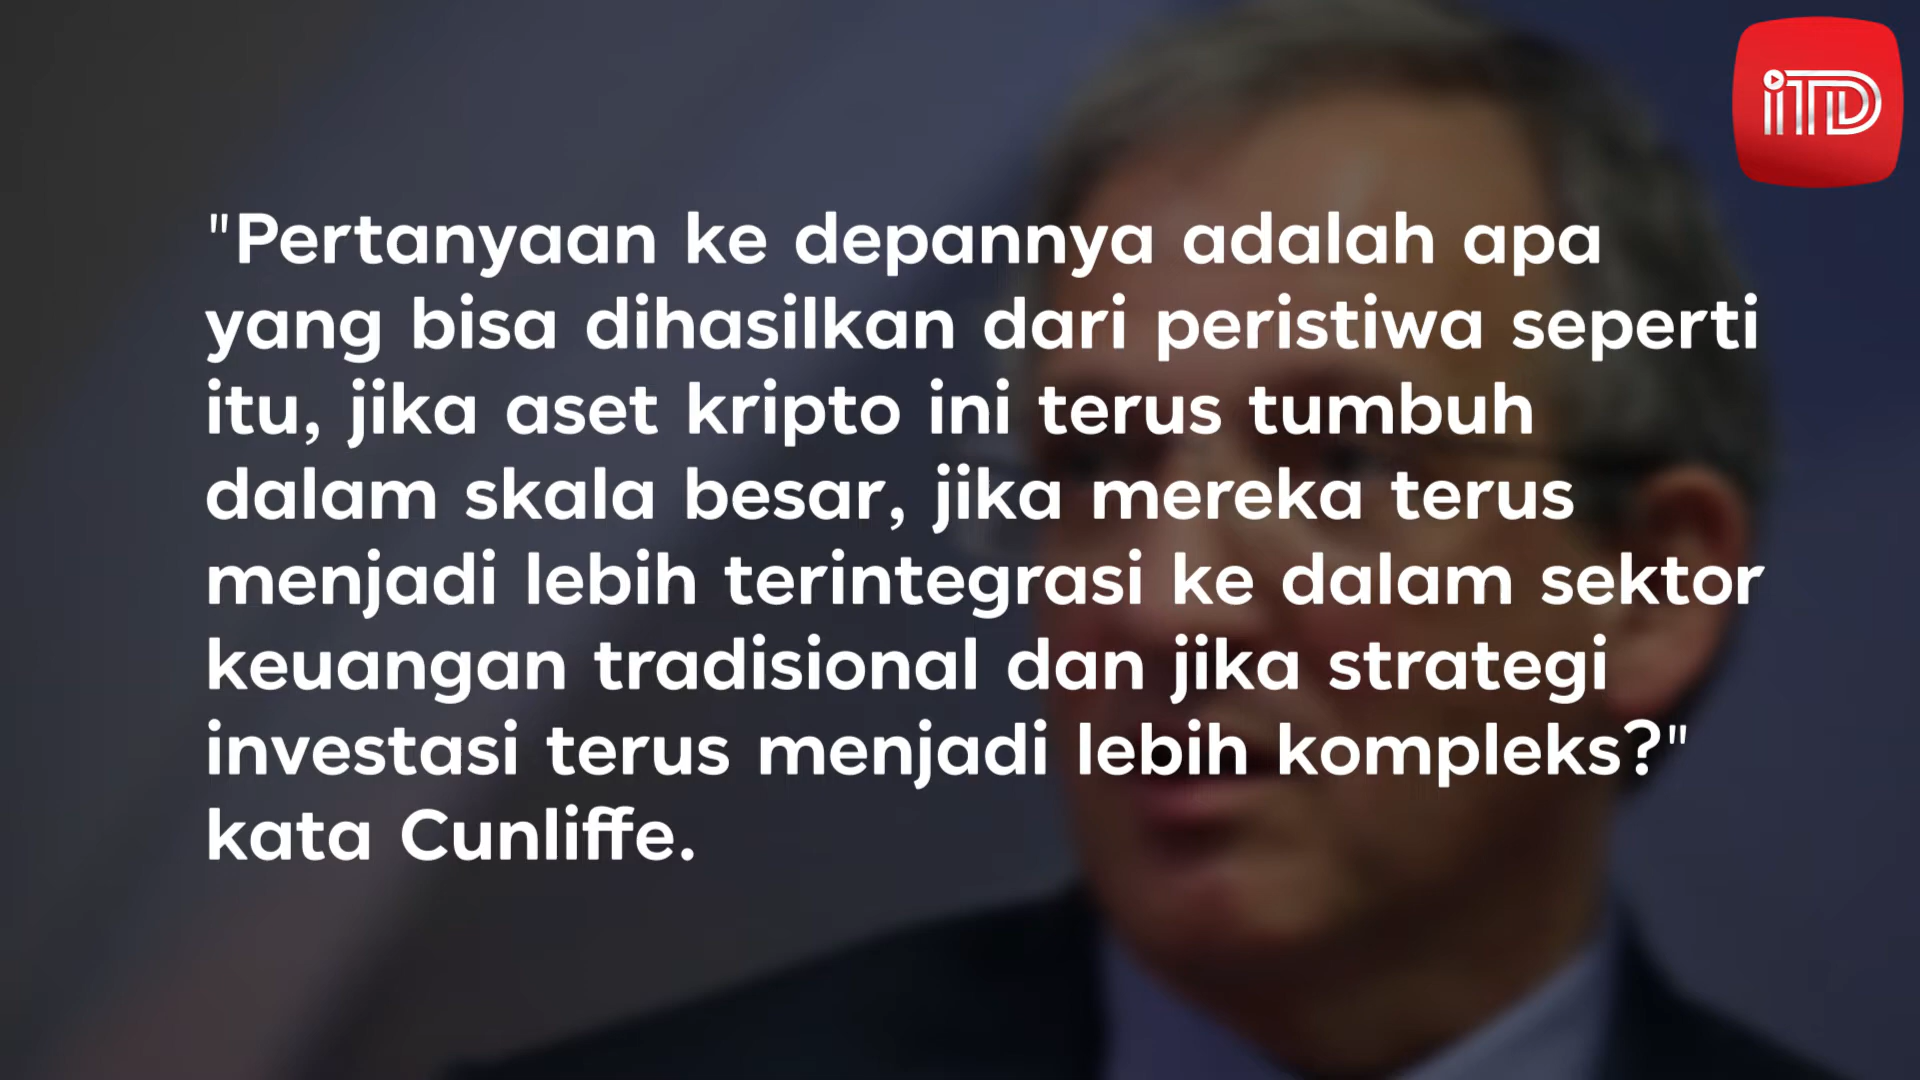 iTD
"Pertanyaan ke depannya adalah apa
yang bisa dihasilkan dari peristiwa seperti
itu, jika aset kripto ini terus tumbuh
dalam skala besar, jika mereka terus
menjadi lebih terintegrasi ke dalam sektor
keuangan tradisional dan jika strategi
investasi terus menjadi lebih kompleks?"
kata Cunliffe.